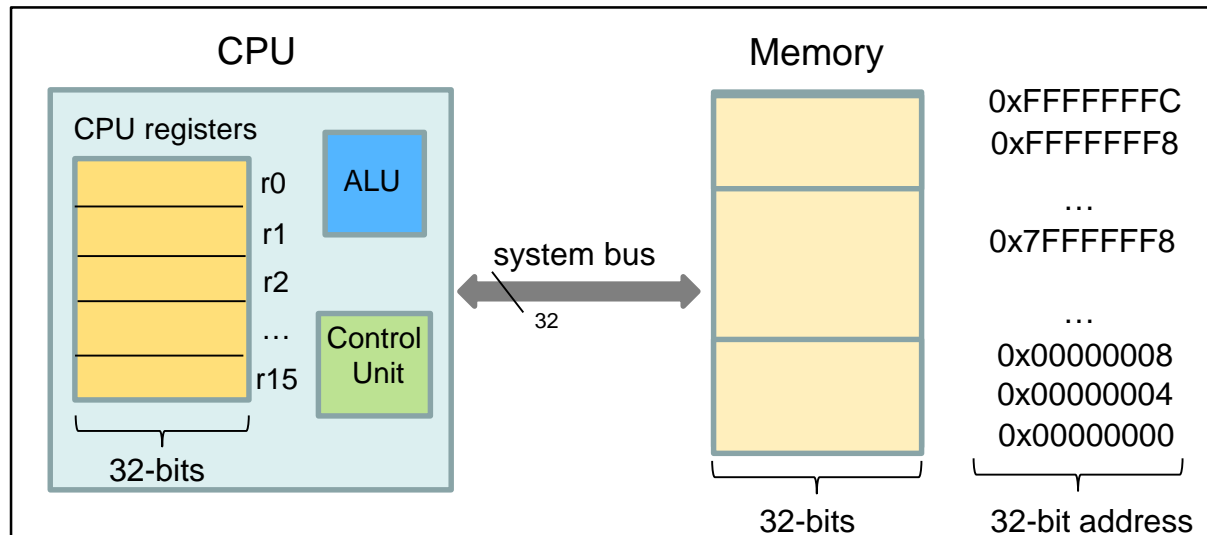 CPU
CPU registers
r0
r1
r2
…
r15
32-bits
ALU
Control
Unit
system bus
32
Memory
32-bits
0xFFFFFFFC
0xFFFFFFF8
…
0x7FFFFFF8
…
0x00000008
0x00000004
0x00000000
32-bit address